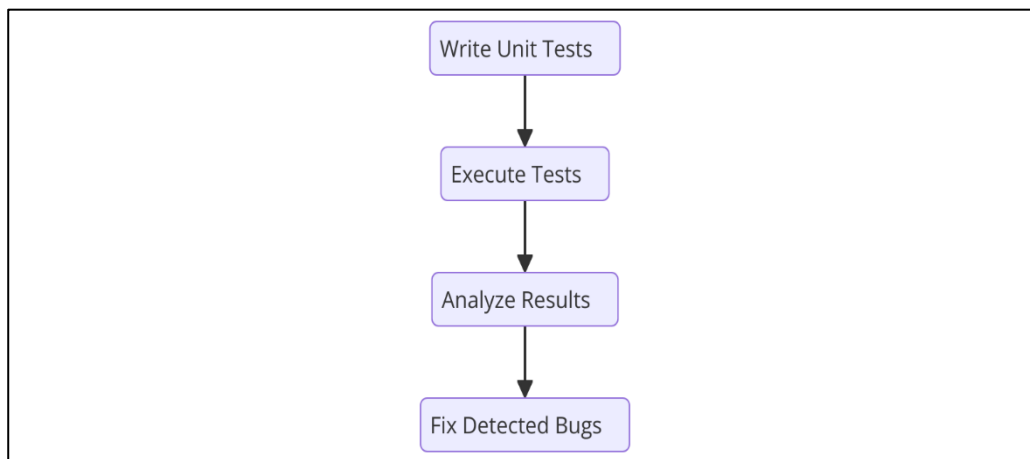 Write Unit Tests
Execute Tests
Analyze Results
Fix Detected Bugs